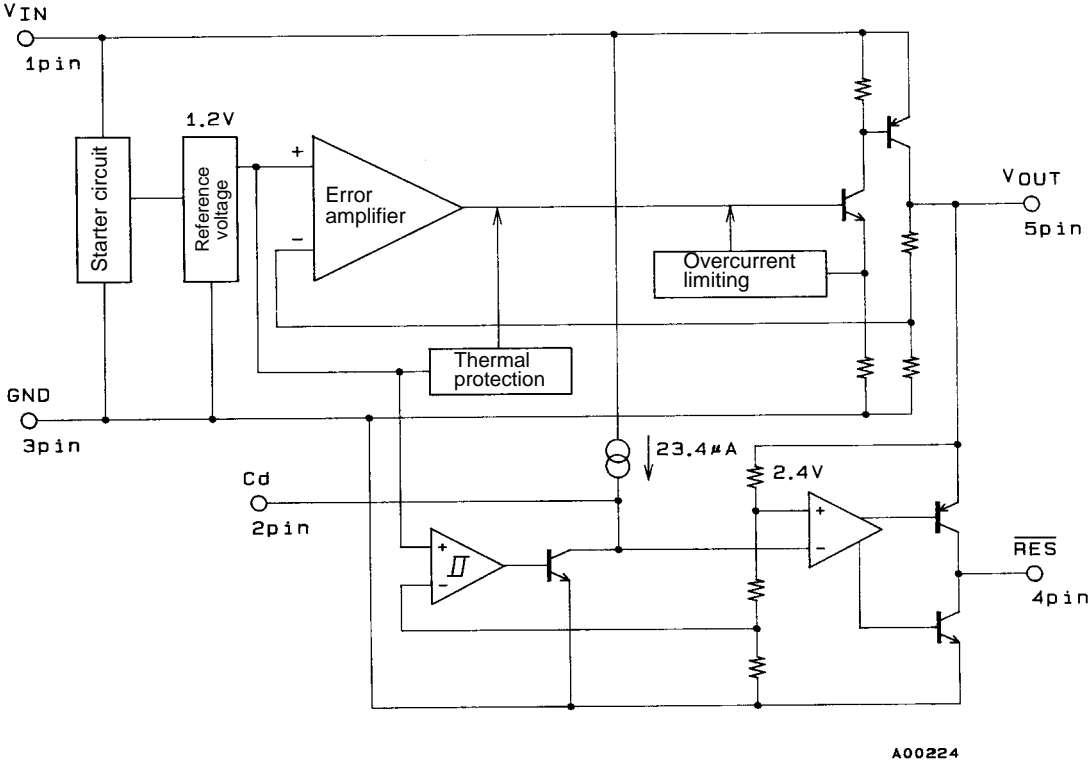 VIN
1pin
1.2V
Starter circuit
Reference
voltage
+
Error
amplifier
-
VOUT
5pin
Overcurrent
limiting
Thermal
protection
GND
3pin
23.4µA
Cd
2pin
2.4V
+
-
+
-
RES
4pin
A00224